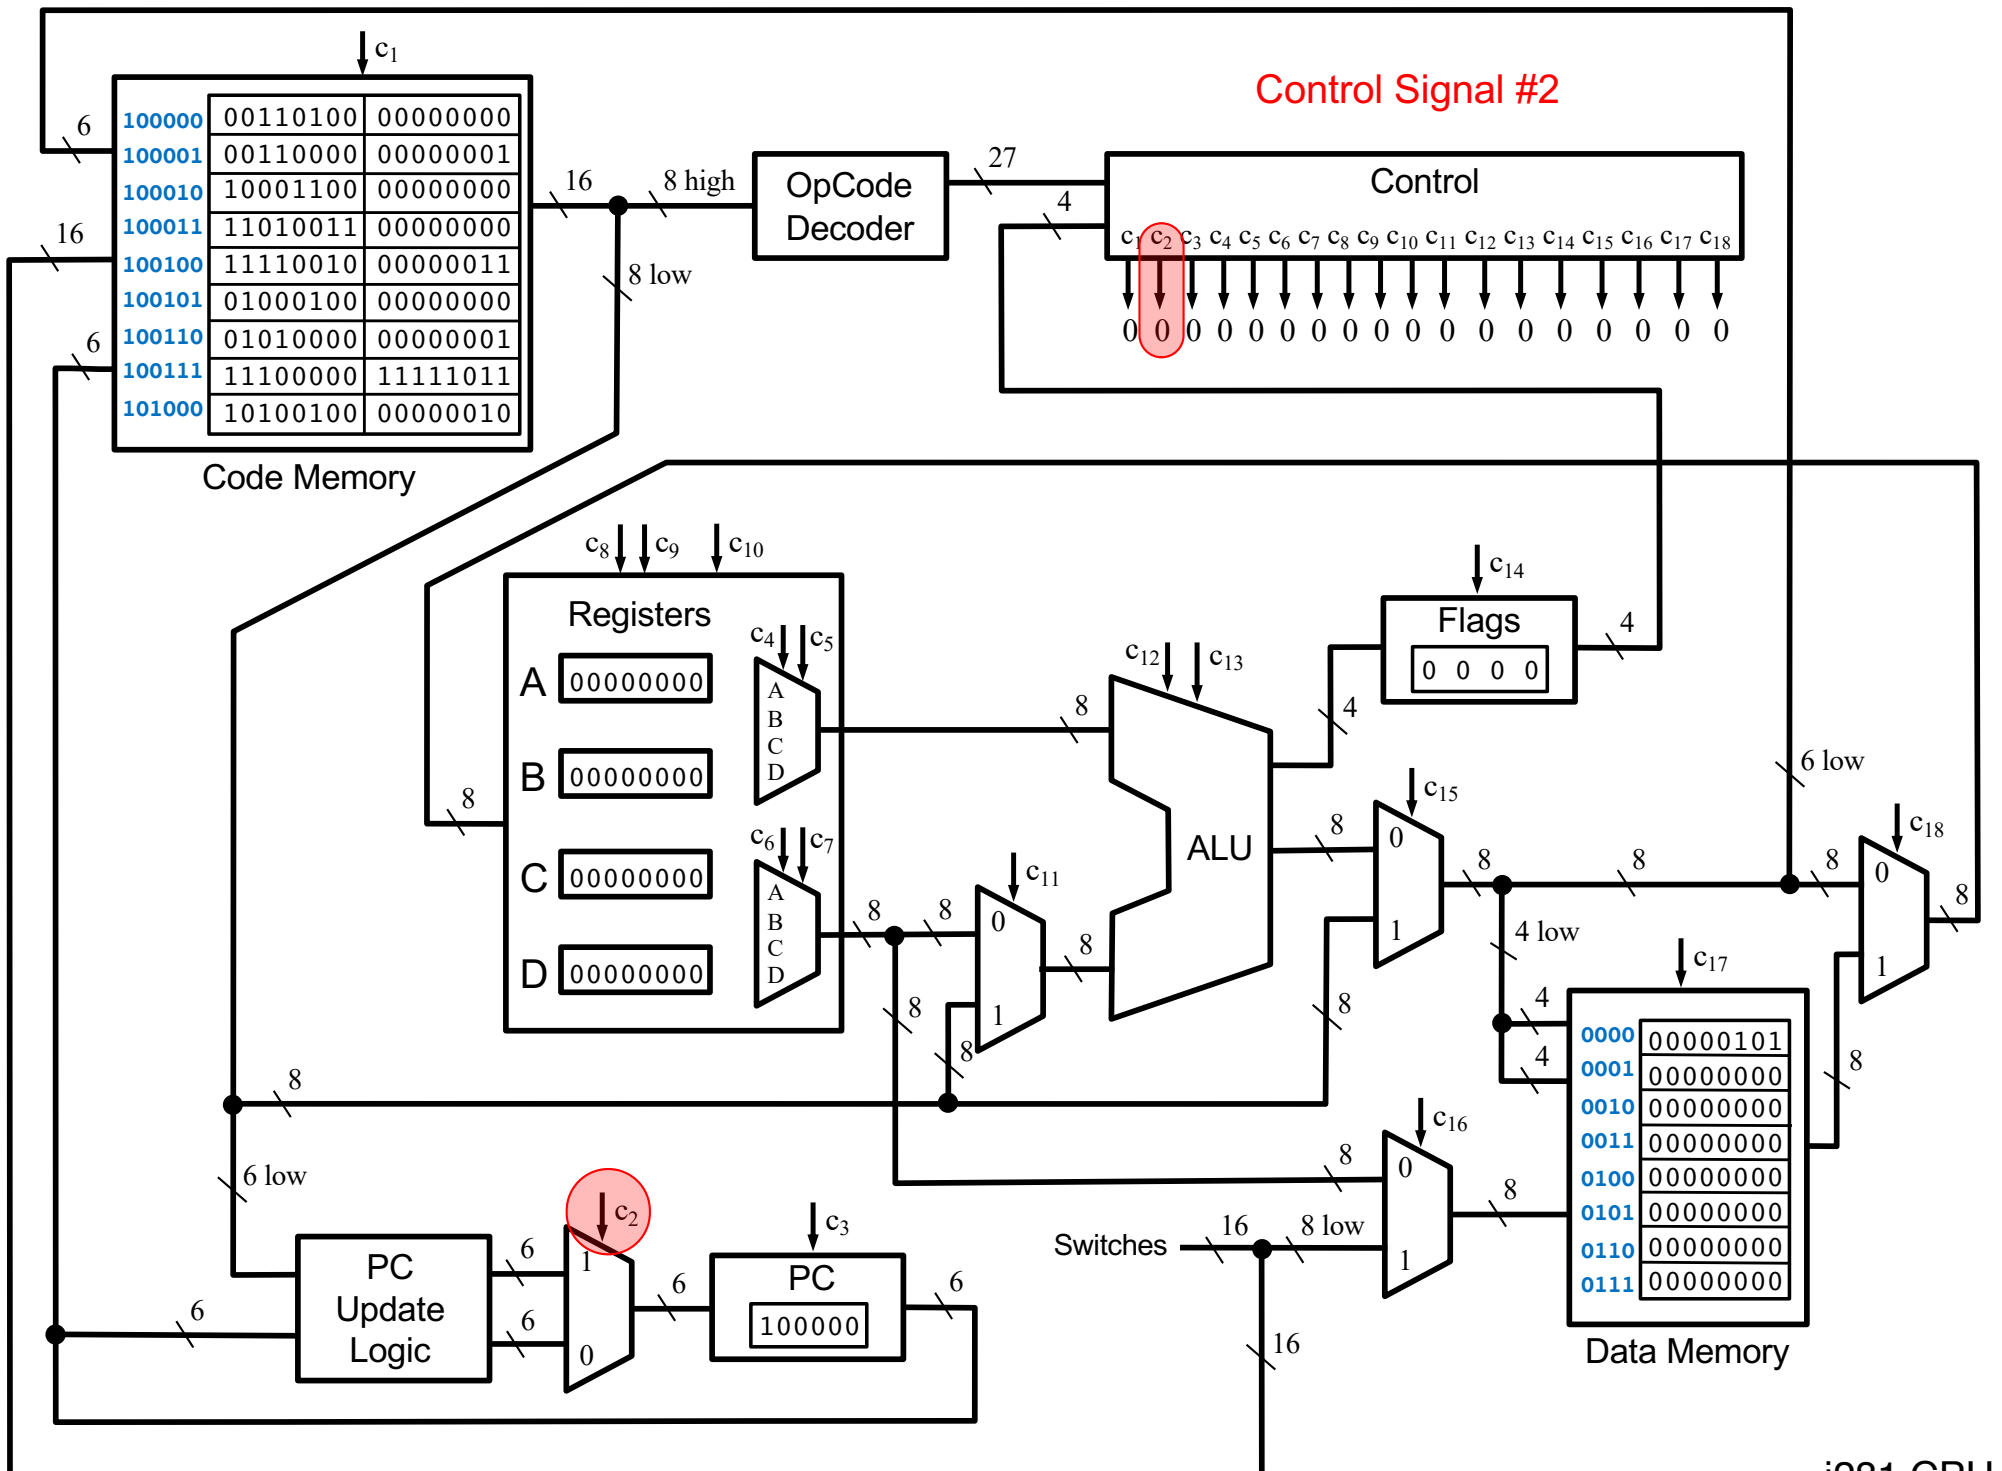 Control Signal #2
c1
100000 00110100 00000000
100001 00110000 00000001
100010 10001100 00000000
100011 11010011 00000000
100100 11110010 00000011
100101 01000100 00000000
100110 01010000 00000001
100111 11100000 11111011
101000 10100100 00000010
Code Memory
6
16
6
16
8 high
8 low
OpCode
Decoder
27
4
Control
c1 c2 c3 c4 c5 c6 c7 c8 c9 c10 c11 c12 c13 c14 c15 c16 c17 c18
0 0 0 0 0 0 0 0 0 0 0 0 0 0 0 0 0 0
c8 c9 c10
Registers
A 00000000
B 00000000
C 00000000
D 00000000
8
c4 c5
A
B
C
D
c6 c7
A
B
C
D
8
8
8
8
c11
0
1
8
8
c12 c13
ALU
4
c14
Flags
0 0 0 0
4
8
c15
0
1
8
8
8
6 low
8
c18
0
1
8
4 low
4
4
c17
0000 00000101
0001 00000000
0010 00000000
0011 00000000
0100 00000000
0101 00000000
0110 00000000
0111 00000000
Data Memory
8
8
6 low
PC
Update
Logic
6
6
6
c2
1
0
6
c3
PC
100000
6
Switches
16
8 low
16
8
c16
0
1
8